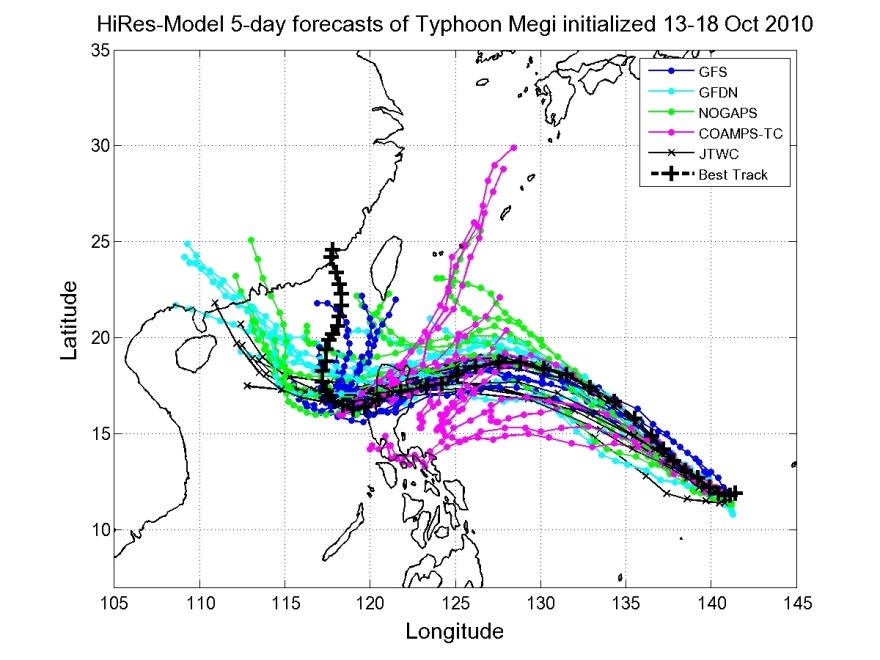 HiRes-Model 5-day forecasts of Typhoon Megi initialized 13-18 Oct 2010
35
30
25
20
15
10
Latitude
GFS
GFDN
NOGAPS
COAMPS-TC
JTWC
Best Track
105 110 115 120 125 130 135 140 145
Longitude